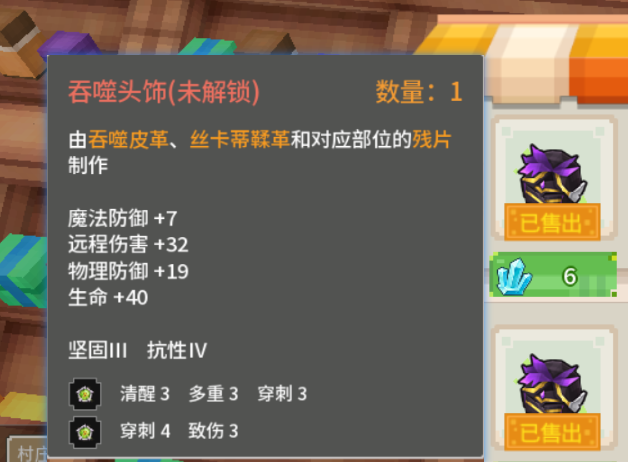 吞噬头饰(未解锁) 数量：1
由吞噬皮革、丝卡蒂鞣革和对应部位的残片
制作
魔法防御 +7
远程伤害 +32
物理防御 +19
生命 +40
坚固III 抗性IV
清醒 3 多重 3 穿刺 3
穿刺 4 致伤 3
已售出
6
已售出
村庄